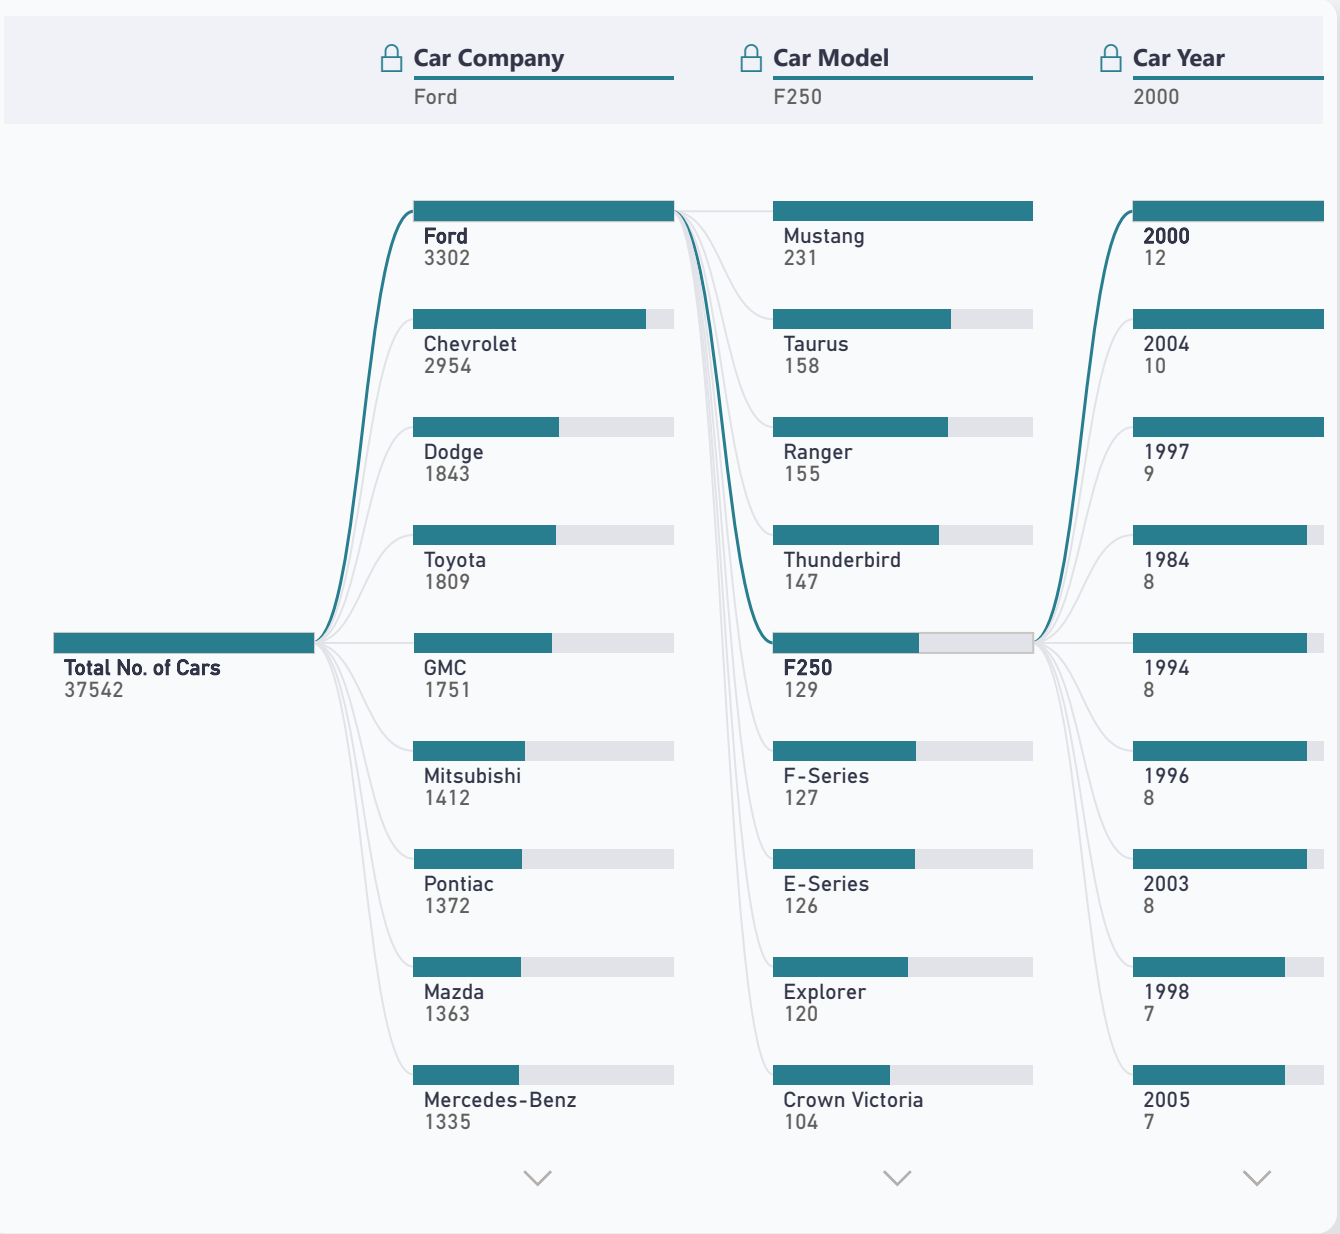 Car Company
Car Model
Car Year
Ford
F250
2000
Total No. of Cars
37542
Ford
3302
Chevrolet
2954
Dodge
1843
Toyota
1809
GMC
1751
Mitsubishi
1412
Pontiac
1372
Mazda
1363
Mercedes-Benz
1335
Mustang
231
Taurus
158
Ranger
155
Thunderbird
147
F250
129
F-Series
127
E-Series
126
Explorer
120
Crown Victoria
104
2000
12
2004
10
1997
9
1984
8
1994
8
1996
8
2003
8
1998
7
2005
7